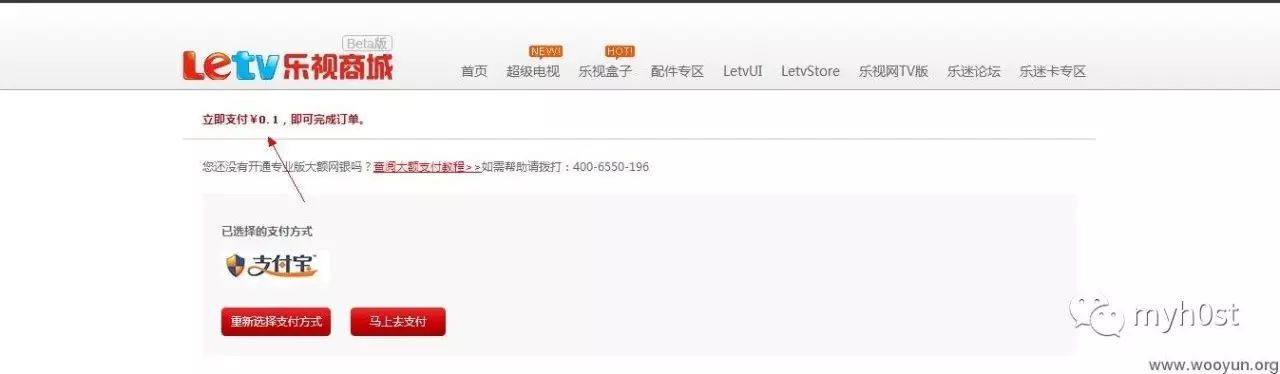 Beta版
Letv乐视商城
NEW! HOT!
首页 超级电视 乐视盒子 配件专区 LetvUI LetvStore 乐视网TV版 乐迷论坛 乐迷卡专区
立即支付¥0.1，即可完成订单。
您还没有开通专业版大额网银吗？查阅大额支付教程>>如需帮助请拨打：400-6550-196
已选择的支付方式
支付宝
重新选择支付方式 马上去支付
myh0st
www.wooyun.org